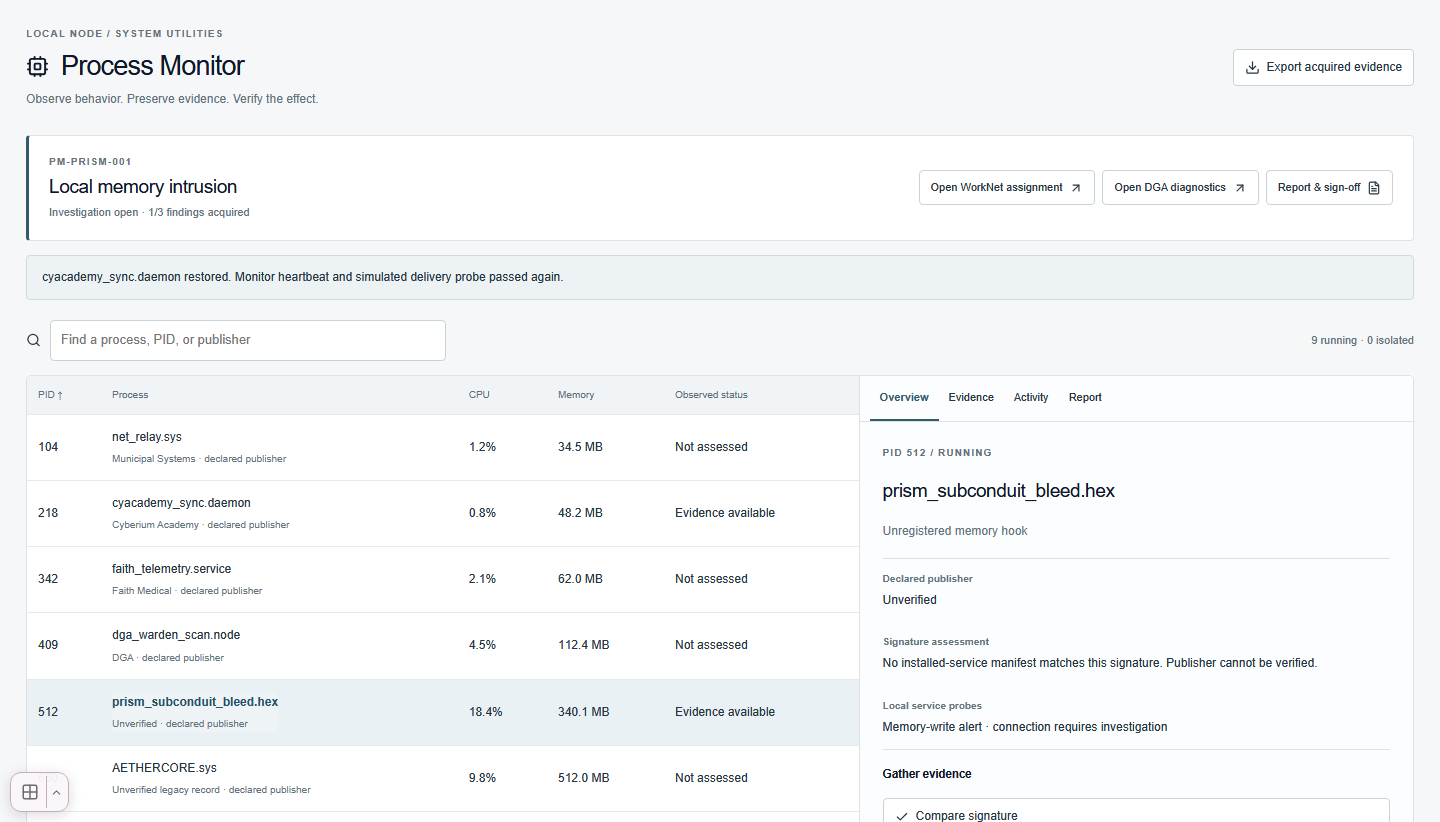 LOCAL NODE / SYSTEM UTILITIES
Process Monitor
Export acquired evidence
Observe behavior. Preserve evidence. Verify the effect.
PM-PRISM-001
Local memory intrusion
Investigation open · 1/3 findings acquired
Open WorkNet assignment
Open DGA diagnostics
Report & sign-off
cyacademy_sync.daemon restored. Monitor heartbeat and simulated delivery probe passed again.
Find a process, PID, or publisher
9 running · 0 isolated
PID ↑ Process CPU Memory Observed status
104 net_relay.sys 1.2% 34.5 MB Not assessed
Municipal Systems · declared publisher
218 cyacademy_sync.daemon 0.8% 48.2 MB Evidence available
Cyberium Academy · declared publisher
342 faith_telemetry.service 2.1% 62.0 MB Not assessed
Faith Medical · declared publisher
409 dga_warden_scan.node 4.5% 112.4 MB Not assessed
DGA · declared publisher
512 prism_subconduit_bleed.hex 18.4% 340.1 MB Evidence available
Unverified · declared publisher
AETHERCORE.sys 9.8% 512.0 MB Not assessed
Unverified legacy record · declared publisher
Overview Evidence Activity Report
PID 512 / RUNNING
prism_subconduit_bleed.hex
Unregistered memory hook
Declared publisher
Unverified
Signature assessment
No installed-service manifest matches this signature. Publisher cannot be verified.
Local service probes
Memory-write alert · connection requires investigation
Gather evidence
Compare signature